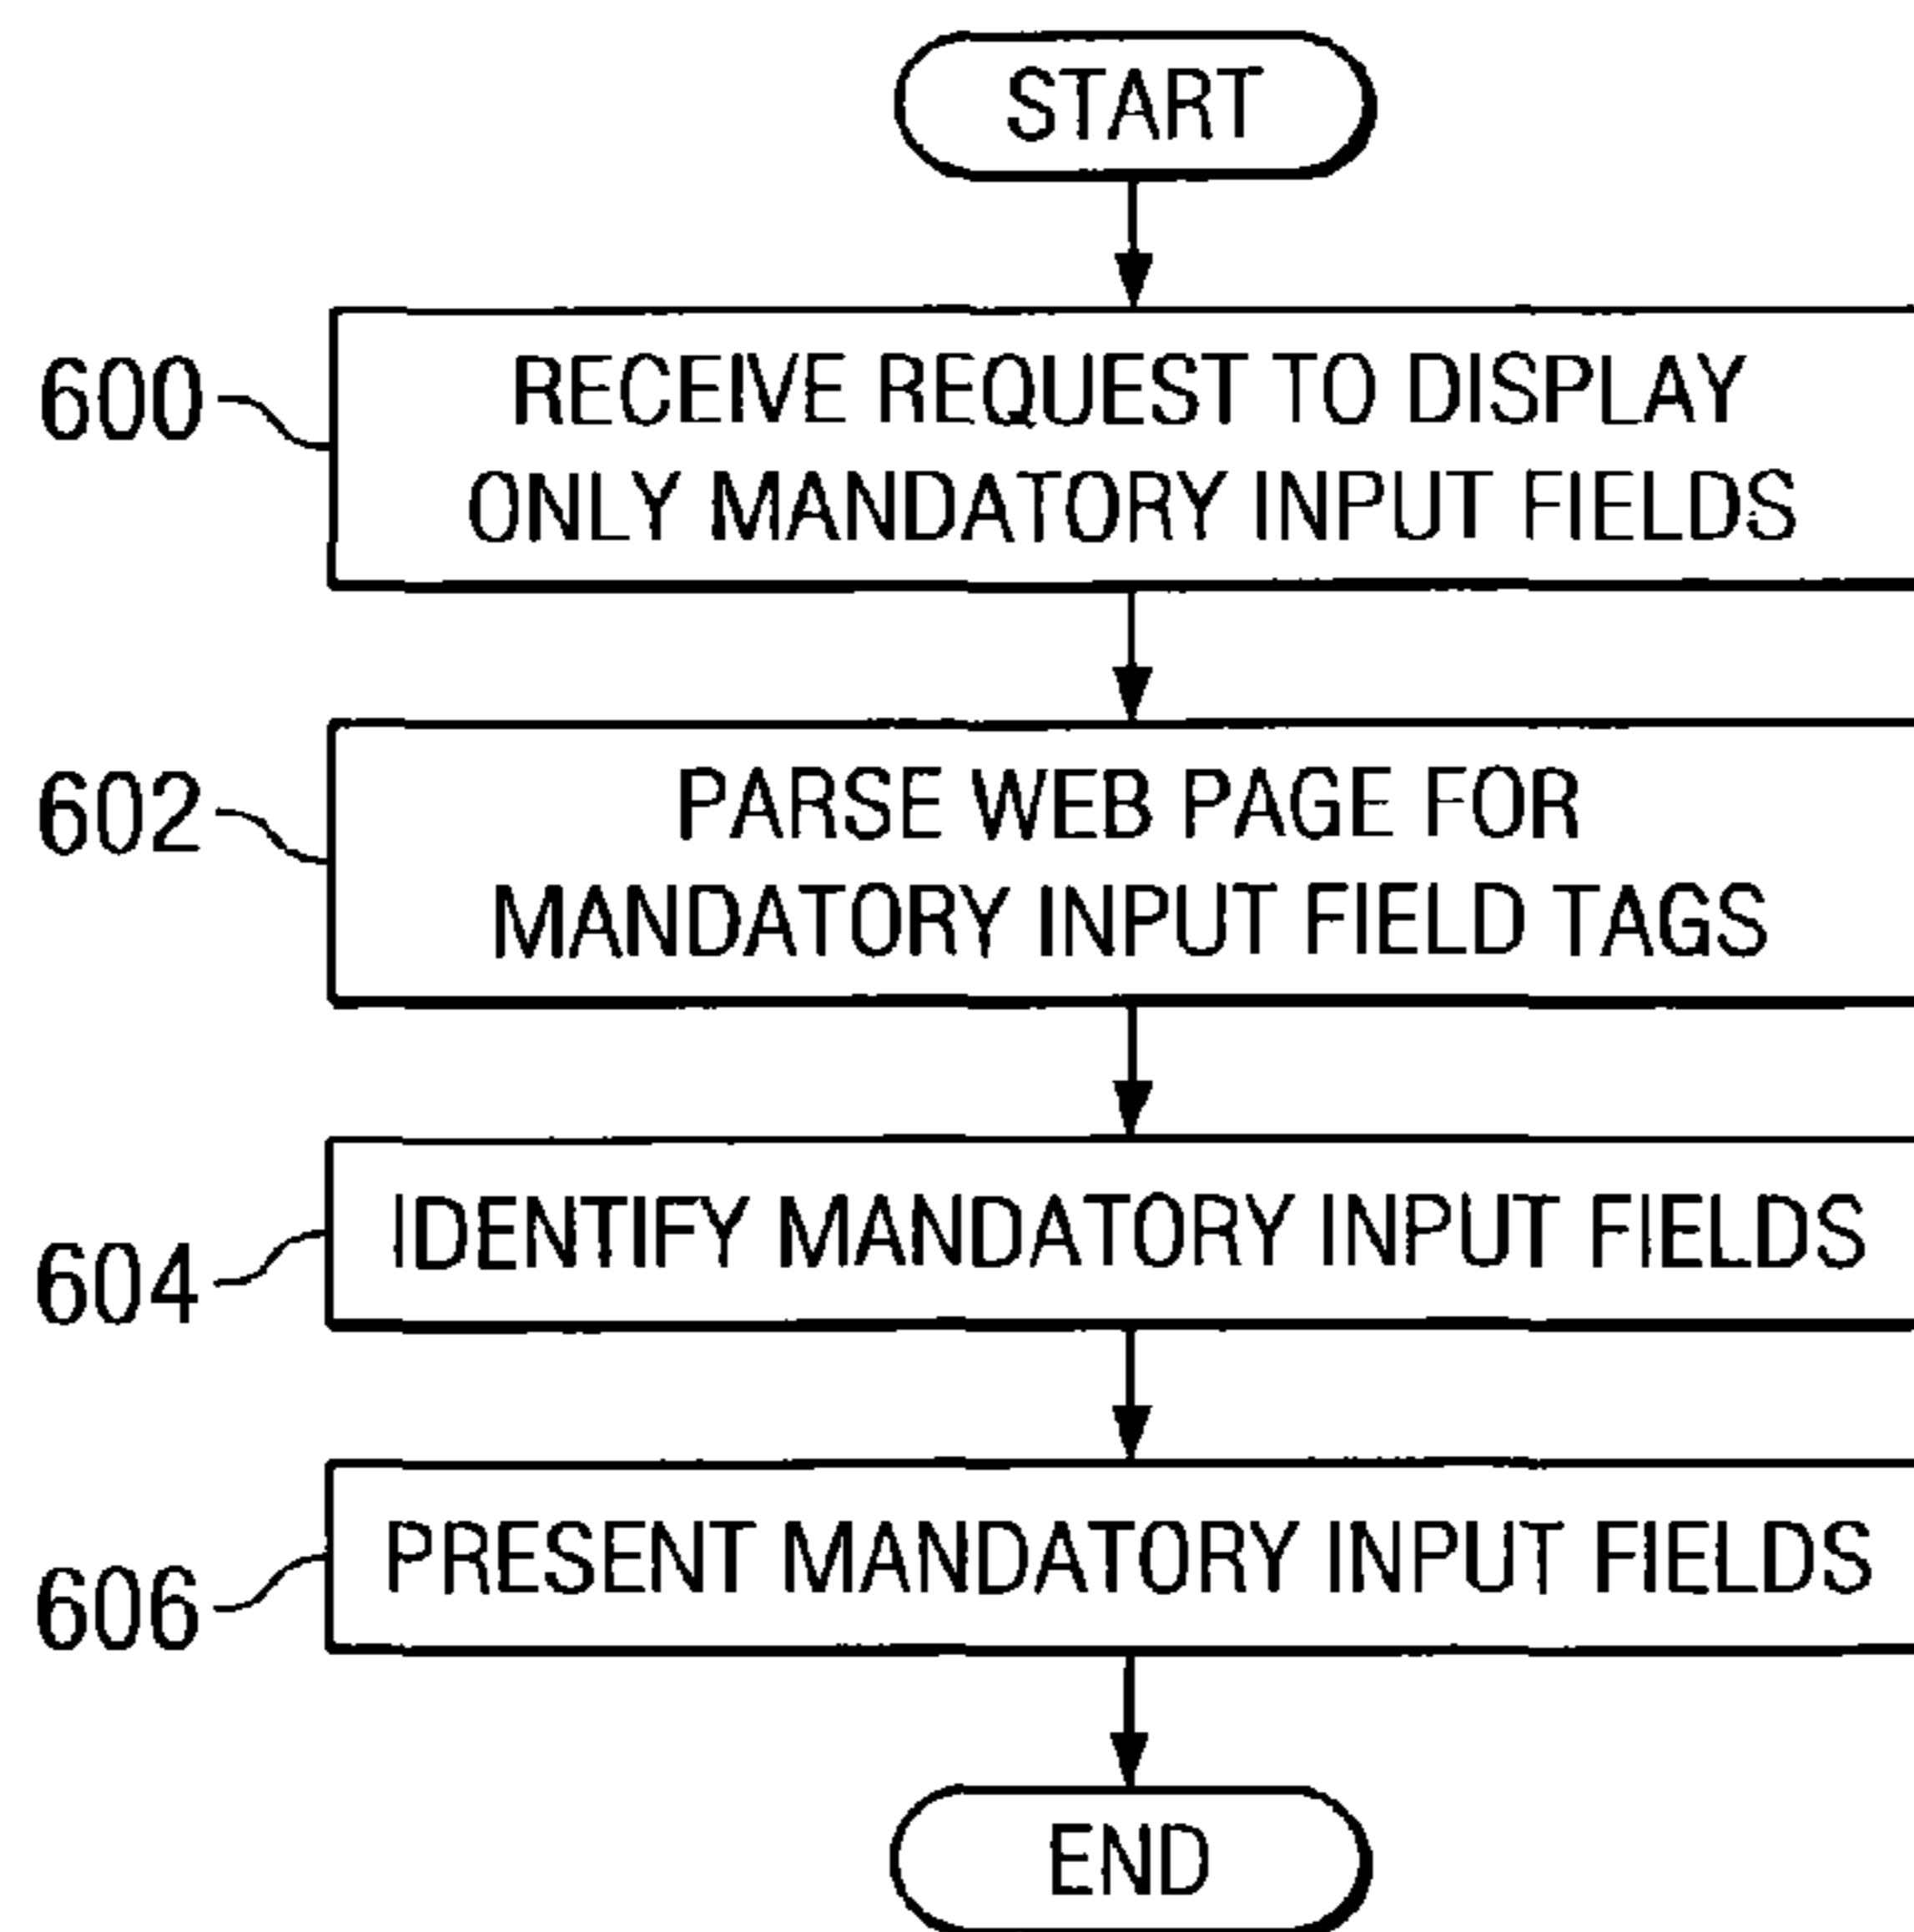 START
600
RECEIVE REQUEST TO DISPLAY
ONLY MANDATORY INPUT FIELDS
602
PARSE WEB PAGE FOR
MANDATORY INPUT FIELD TAGS
604
IDENTIFY MANDATORY INPUT FIELDS
606
PRESENT MANDATORY INPUT FIELDS
END